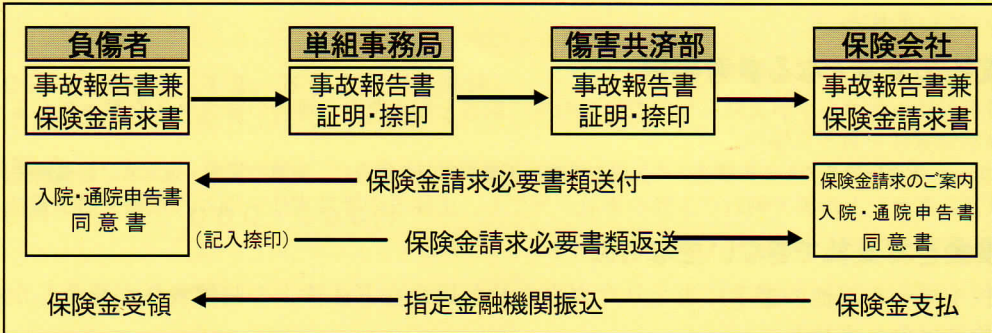 負傷者 単組事務局 傷害共済部 保険会社
事故報告書兼 事故報告書 事故報告書 事故報告書兼
保険金請求書 証明・捺印 証明・捺印 保険金請求書
保険金請求必要書類送付 保険金請求のご案内
入院・通院申告書 入院・通院申告書
同意書 同意書
(記入捺印) 保険金請求必要書類返送
保険金受領 指定金融機関振込 保険金支払